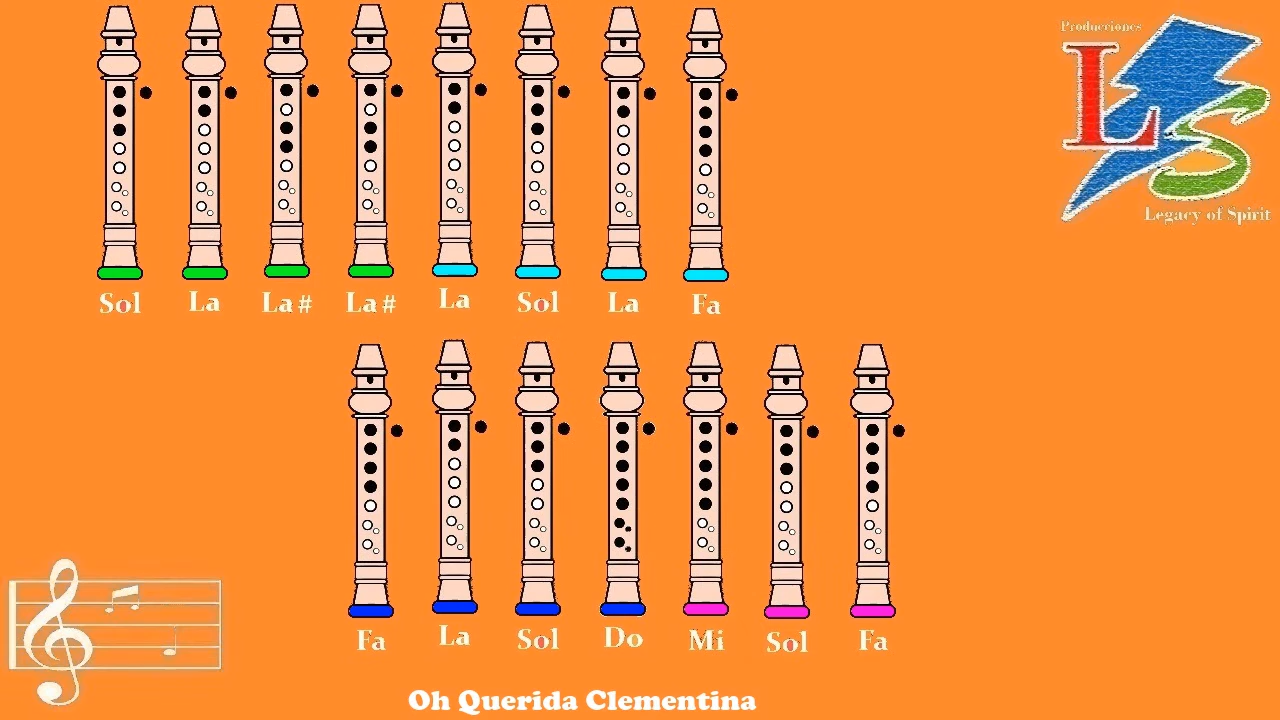 Producciones
LS
Legacy of Spirit
Sol La La# La# La Sol La Fa
Fa La Sol Do Mi Sol Fa
Oh Querida Clementina